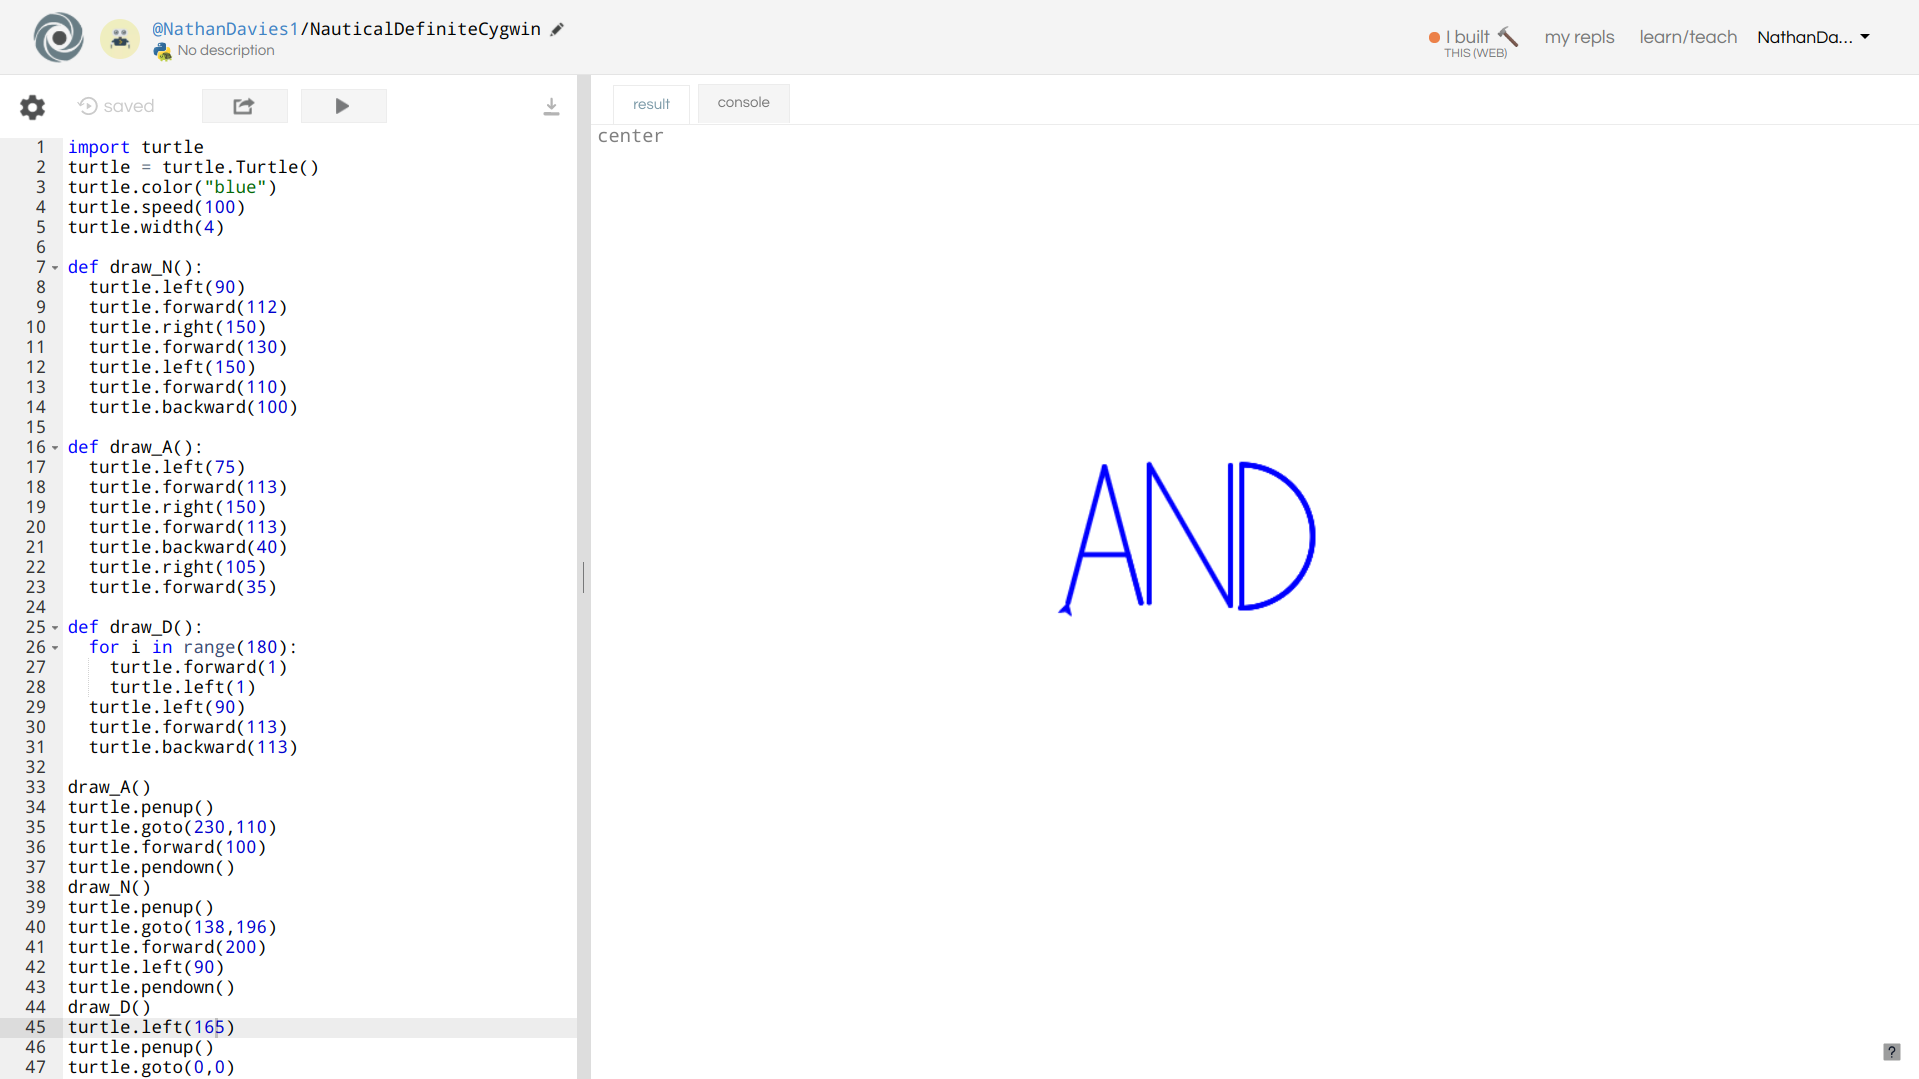 @NathanDavies1/NauticalDefiniteCygwin
No description
I built
THIS (WEB)
my repls
learn/teach
NathanDa...
saved
result
console
1 import turtle
2 turtle = turtle.Turtle()
3 turtle.color("blue")
4 turtle.speed(100)
5 turtle.width(4)
6
7 def draw_N():
8 turtle.left(90)
9 turtle.forward(112)
10 turtle.right(150)
11 turtle.forward(130)
12 turtle.left(150)
13 turtle.forward(110)
14 turtle.backward(100)
15
16 def draw_A():
17 turtle.left(75)
18 turtle.forward(113)
19 turtle.right(150)
20 turtle.forward(113)
21 turtle.backward(40)
22 turtle.right(105)
23 turtle.forward(35)
24
25 def draw_D():
26 for i in range(180):
27 turtle.forward(1)
28 turtle.left(1)
29 turtle.left(90)
30 turtle.forward(113)
31 turtle.backward(113)
32
33 draw_A()
34 turtle.penup()
35 turtle.goto(230,110)
36 turtle.forward(100)
37 turtle.pendown()
38 draw_N()
39 turtle.penup()
40 turtle.goto(138,196)
41 turtle.forward(200)
42 turtle.left(90)
43 turtle.pendown()
44 draw_D()
45 turtle.left(165)
46 turtle.penup()
47 turtle.goto(0,0)
center
AND
?